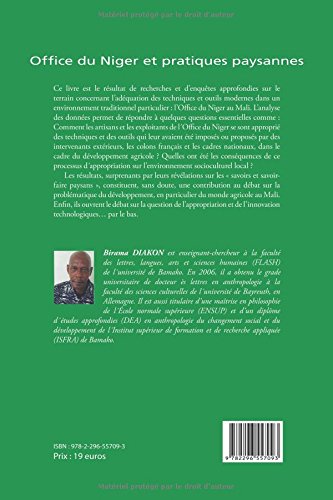 Office du Niger et pratiques paysannes
Ce livre est le résultat de recherches et d'enquêtes approfondies sur le
terrain concernant l'adéquation des techniques et outils modernes dans un
environnement traditionnel particulier : l'Office du Niger au Mali. L'analyse
des données permet de répondre à quelques questions essentielles comme :
Comment les artisans et les exploitants de l'Office du Niger se sont approprié
des techniques et des outils qui leur avaient été imposés ou proposés par des
intervenants extérieurs, les colons français et les cadres nationaux, dans le
cadre du développement agricole ? Quelles ont été les conséquences de
ce processus d'appropriation sur l'environnement socioculturel local ?
Les résultats, surprenants par leurs révélations sur les « savoirs et savoir-
faire paysans », constituent, sans doute, une contribution au débat sur la
problématique du développement, en particulier du monde agricole au Mali.
Enfin, ils ouvrent le débat sur la question de l'appropriation et de l'innovation
technologiques… par le bas.
Birama DIAKON est enseignant-chercheur à la faculté
des lettres, langues, arts et sciences humaines (FLASH)
de l'université de Bamako. En 2006, il a obtenu le grade
universitaire de docteur ès lettres en anthropologie à
la faculté des sciences culturelles de l'université de Bayreuth, en
Allemagne. Il est aussi titulaire d'une maîtrise en philosophie
de l'École normale supérieure (ENSUP) et d'un diplôme
d'études approfondies (DEA) en anthropologie du changement social et du
développement de l'Institut supérieur de formation et de recherche appliquée
(ISFRA) de Bamako.
ISBN : 978-2-296-55709-3
Prix : 19 euros
9 782296 557093
Images and text copyright Copyrighted Material - Image protégée par le droit d'auteur